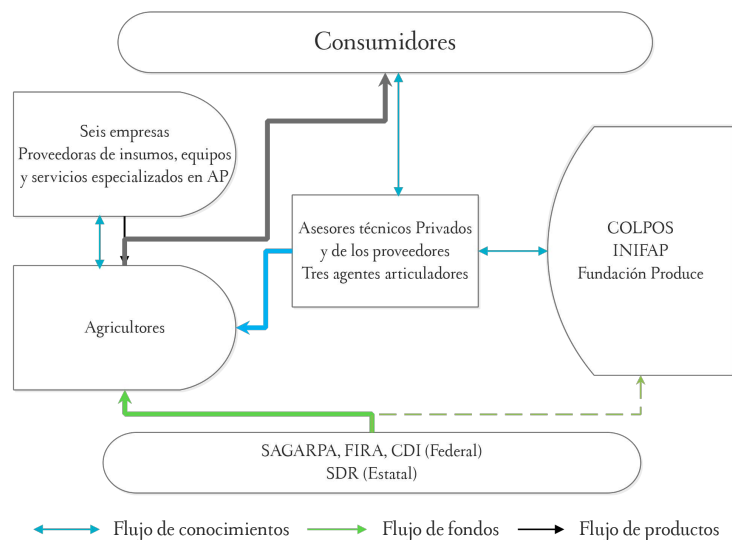 Consumidores
Seis empresas
Proveedoras de insumos, equipos
y servicios especializados en AP
Asesores técnicos Privados
y de los proveedores
Tres agentes articuladores
COLPOS
INIFAP
Fundación Produce
Agricultores
SAGARPA, FIRA, CDI (Federal)
SDR (Estatal)
Flujo de conocimientos
Flujo de fondos
Flujo de productos